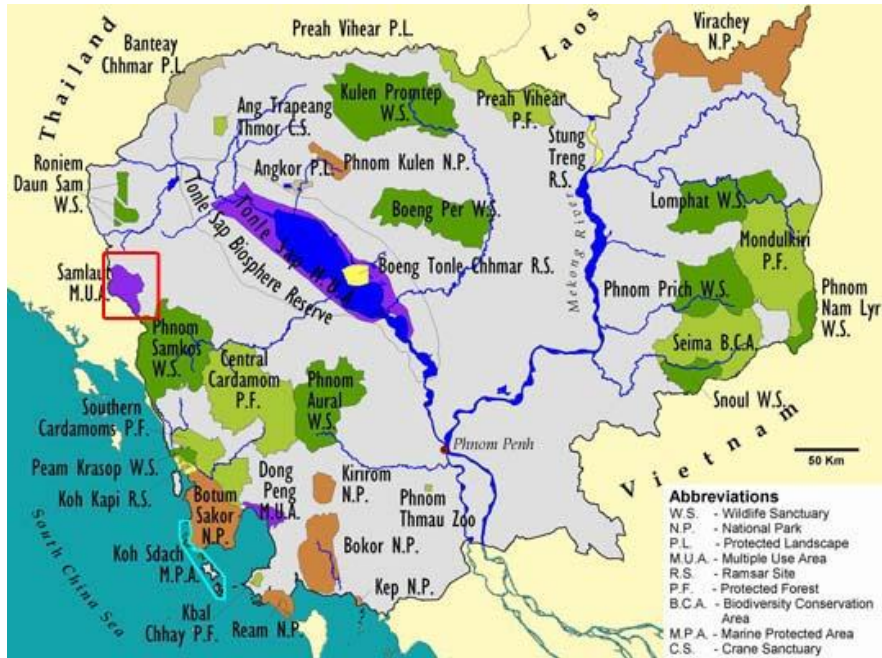 Preah Vihear P.L.
Laos
Virachey
N.P.
Thailand
Banteay
Chhmar P.L.
Kulen Promtep
W.S.
Ang Trapeang
Thmor C.S.
Preah Vihear
P.F.
Stung
Treng
R.S.
Roniem
Daun Sam
W.S.
Angkor P.L.
Phnom Kulen N.P.
Boeng Per W.S.
Lomphat W.S.
Mondulkiri
P.F.
Tonle Sap M.U.A.
Tonle Sap Biosphere Reserve
Boeng Tonle Chhmar R.S.
Mekong River
Samlaut
M.U.A.
Phnom Prich W.S.
Phnom
Nam Lyr
W.S.
Phnom
Samkos
W.S.
Central
Cardamom
P.F.
Phnom
Aural
W.S.
Seima B.C.A.
Snoul W.S.
Southern
Cardamoms P.F.
Phnom Penh
Vietnam
50 Km
Peam Krasop W.S.
Koh Kapi R.S.
Botum
Sakor
N.P.
Dong
Peng
M.U.A.
Kirirom
N.P.
Phnom
Thmau Zoo
South China Sea
Koh Sdach
M.P.A.
Bokor N.P.
Kep N.P.
Kbal
Chhay P.F.
Ream N.P.
Abbreviations
W.S. - Wildlife Sanctuary
N.P. - National Park
P.L. - Protected Landscape
M.U.A. - Multiple Use Area
R.S. - Ramsar Site
P.F. - Protected Forest
B.C.A. - Biodiversity Conservation
Area
M.P.A. - Marine Protected Area
C.S. - Crane Sanctuary